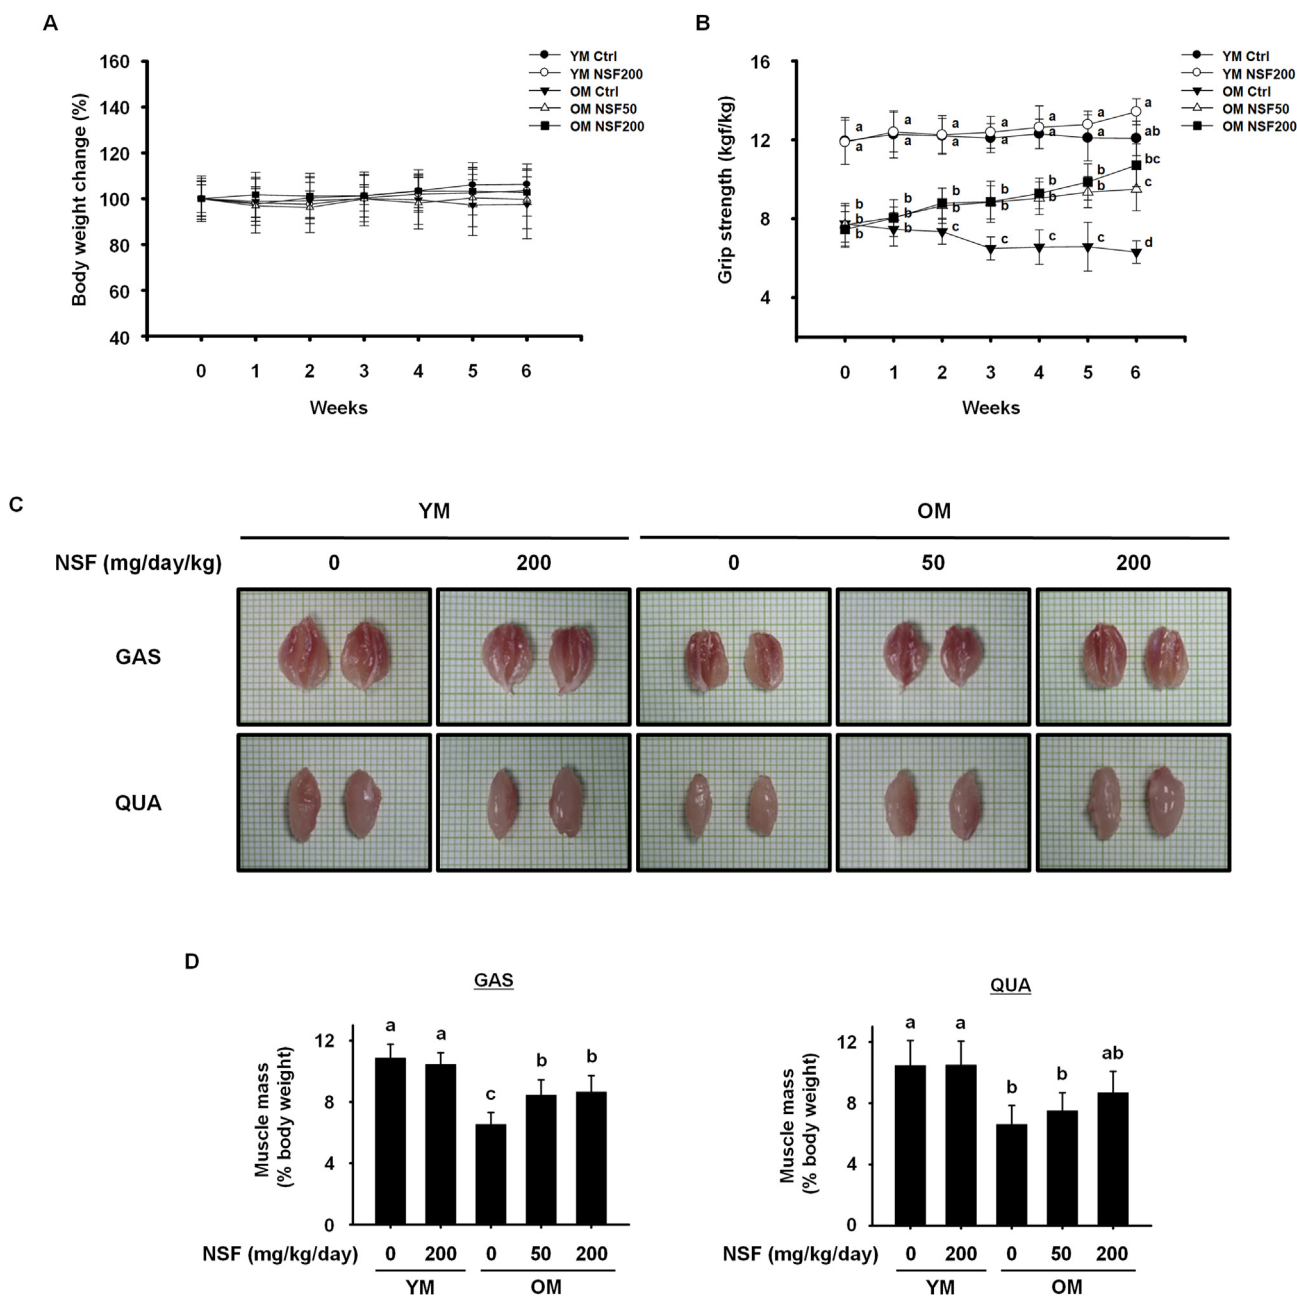 A
160
140
120
100
80
60
40
Body weight change (%)
0 1 2 3 4 5 6
Weeks
YM Ctrl
YM NSF200
OM Ctrl
OM NSF50
OM NSF200
B
16
12
8
4
Grip strength (kgf/kg)
a a a a a a a
a a a a a a ab
b b b b b b bc
b b b b b b c
b b c c c c d
0 1 2 3 4 5 6
Weeks
YM Ctrl
YM NSF200
OM Ctrl
OM NSF50
OM NSF200
C
YM OM
NSF (mg/day/kg) 0 200 0 50 200
GAS
QUA
D
GAS
12
8
4
0
Muscle mass
(% body weight)
a a c b b
NSF (mg/kg/day) 0 200 0 50 200
YM OM
QUA
12
8
4
0
Muscle mass
(% body weight)
a a b b ab
NSF (mg/kg/day) 0 200 0 50 200
YM OM